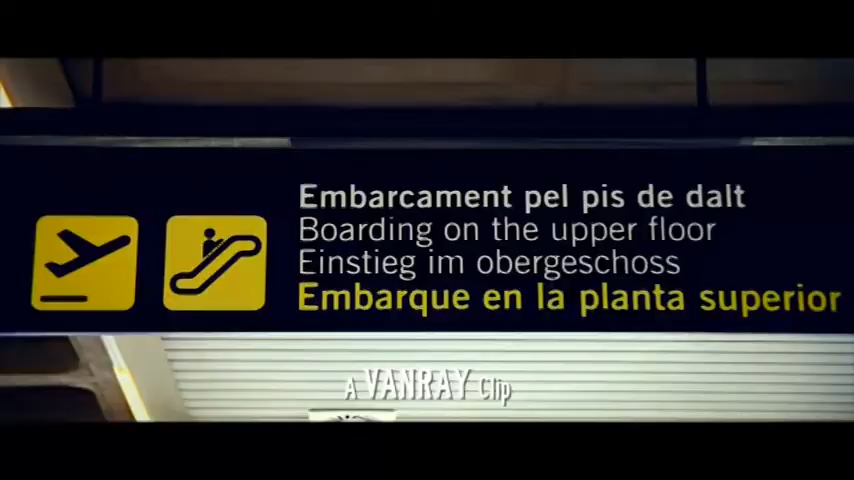 Embarcament pel pis de dalt
Boarding on the upper floor
Einstieg im obergeschoss
Embarque en la planta superior
A VANRAY Clip